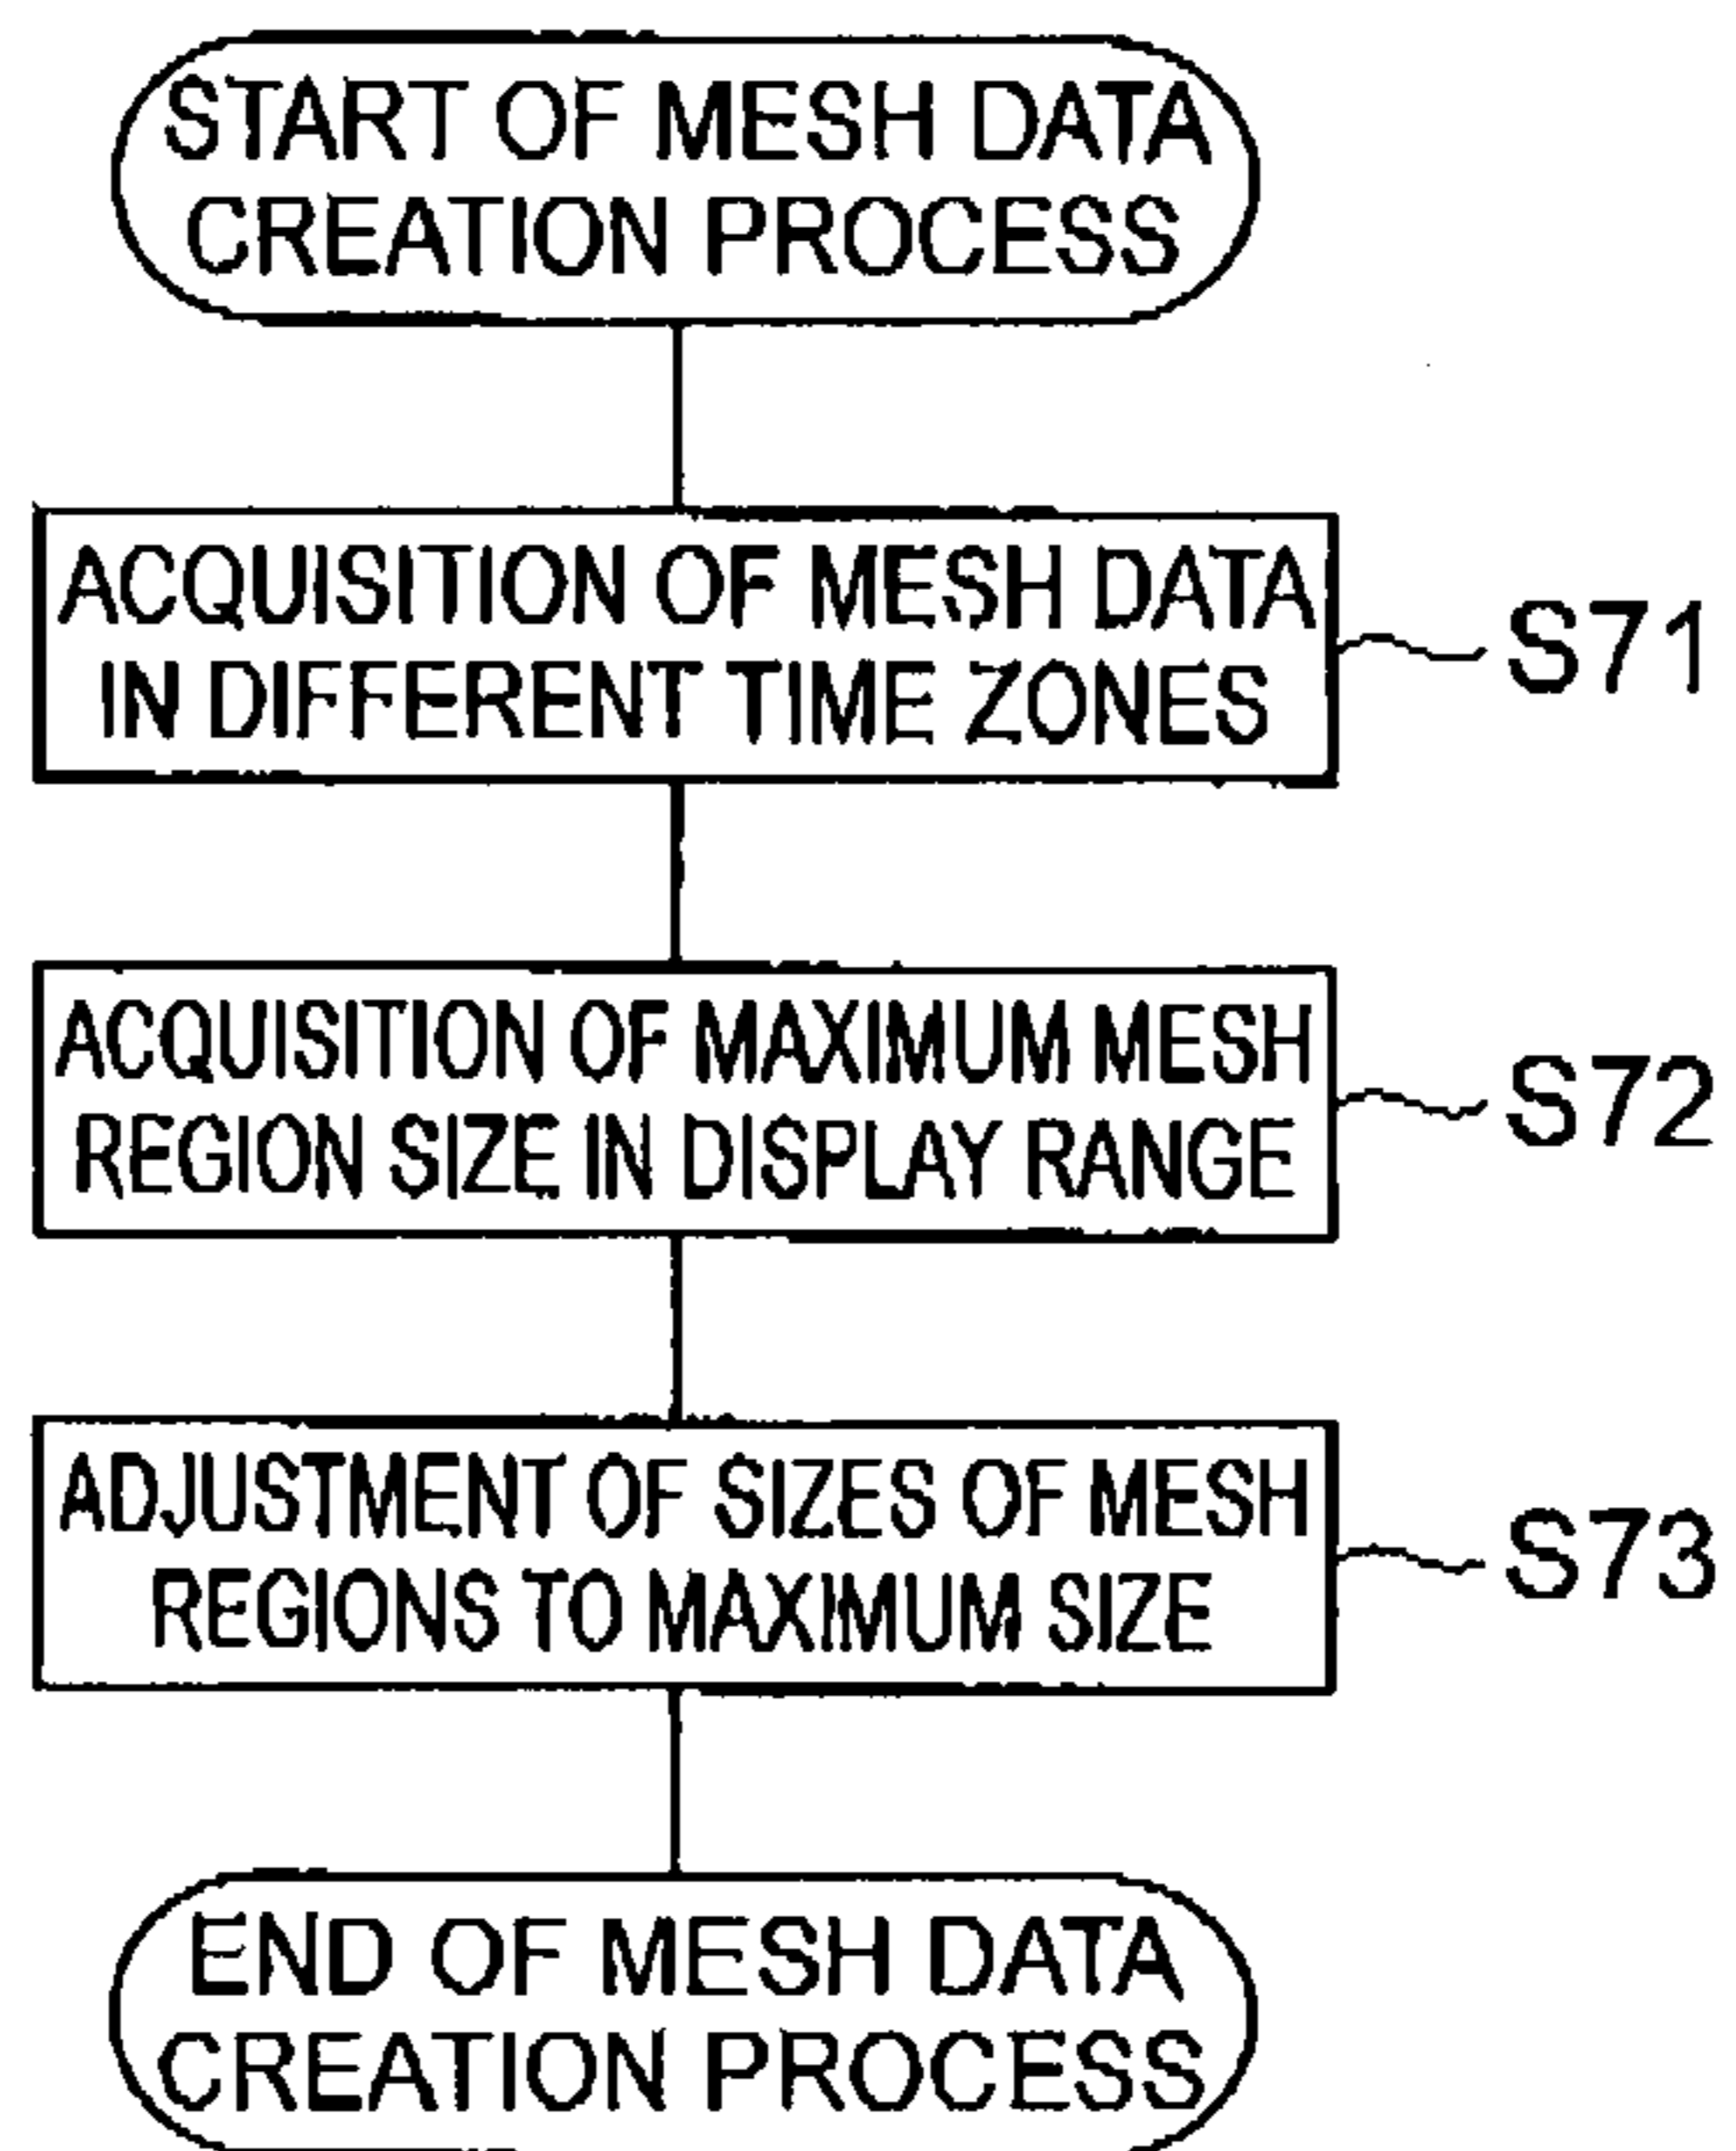 START OF MESH DATA
CREATION PROCESS
ACQUISITION OF MESH DATA
IN DIFFERENT TIME ZONES
S71
ACQUISITION OF MAXIMUM MESH
REGION SIZE IN DISPLAY RANGE
S72
ADJUSTMENT OF SIZES OF MESH
REGIONS TO MAXIMUM SIZE
S73
END OF MESH DATA
CREATION PROCESS